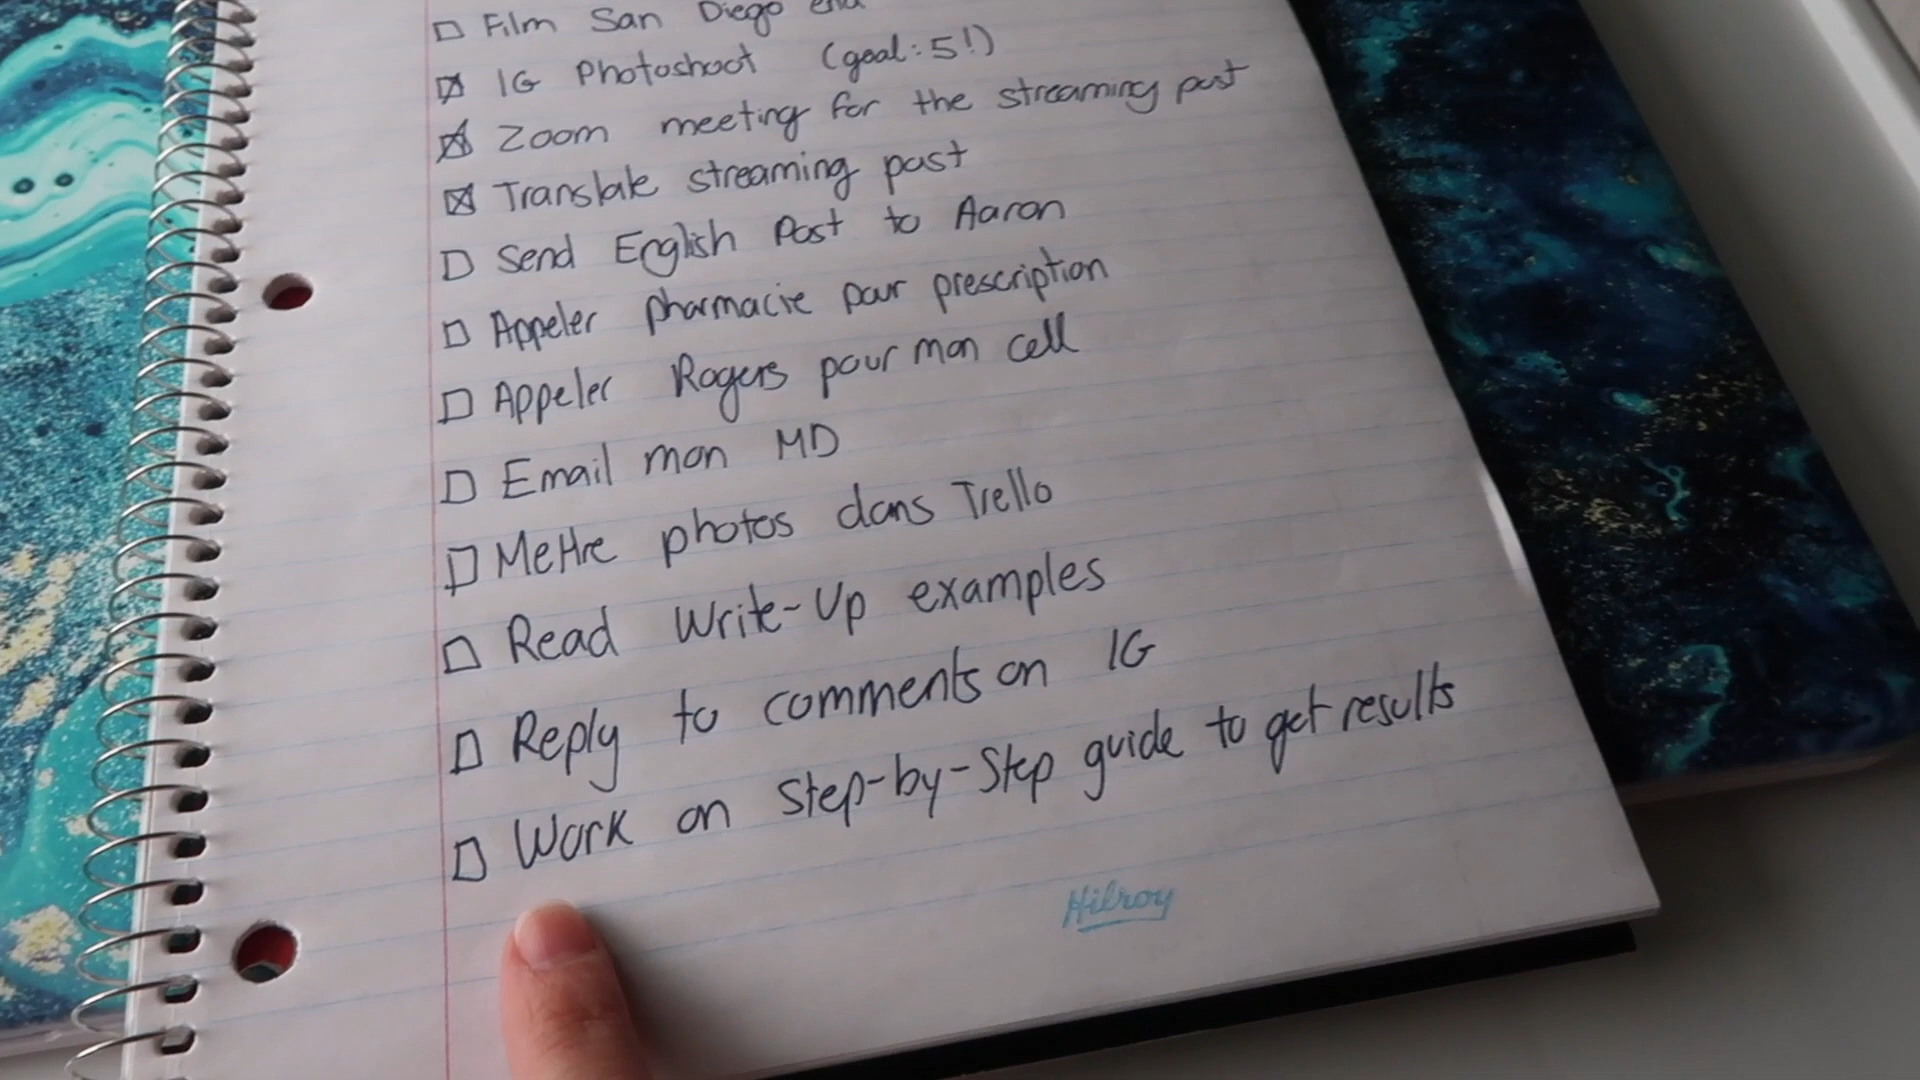 ☐ Film San Diego end
☒ IG Photoshoot (goal: 5!)
☒ Zoom meeting for the streaming post
☒ Translate streaming post
☐ Send English Post to Aaron
☐ Appeler pharmacie pour prescription
☐ Appeler Rogers pour mon cell
☐ Email mon MD
☐ Mettre photos dans Trello
☐ Read Write-Up examples
☐ Reply to comments on IG
☐ Work on Step-by-Step guide to get results
Hilroy